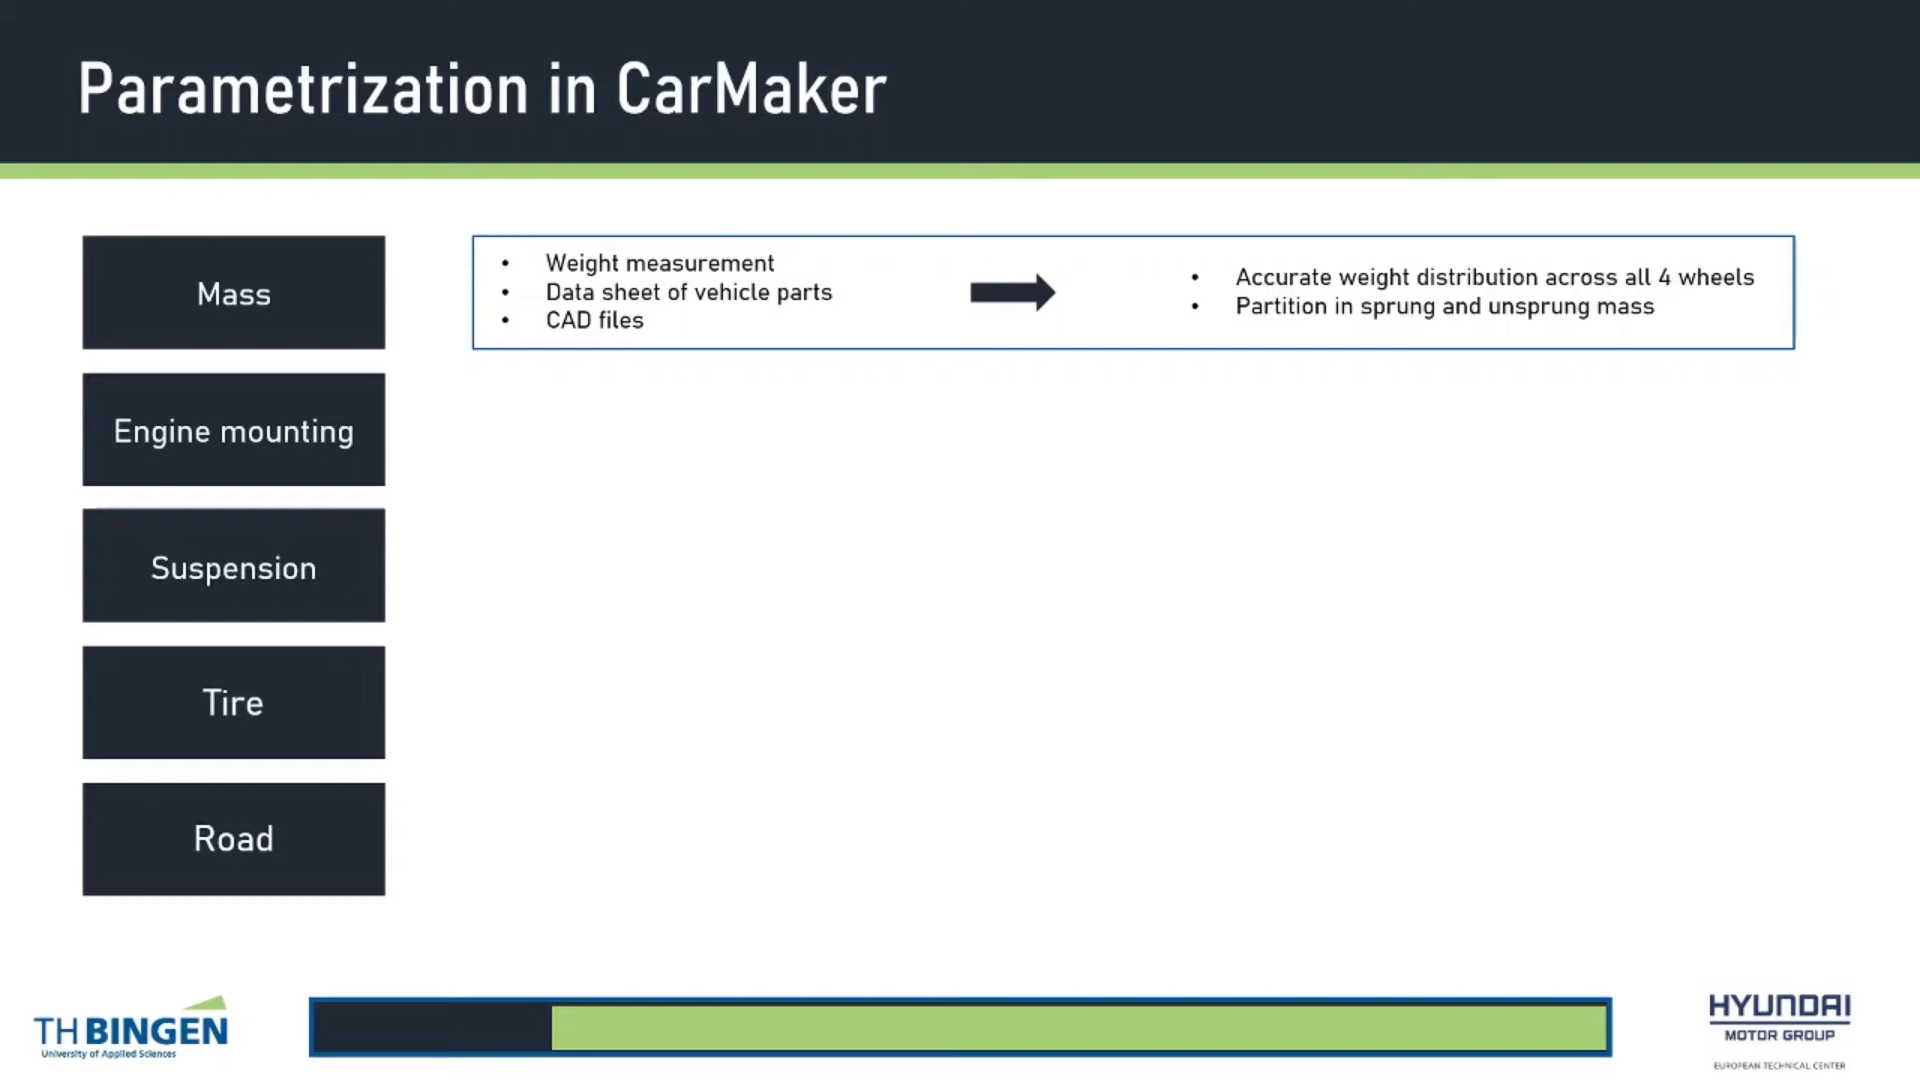 Parametrization in CarMaker
Mass
• Weight measurement
• Data sheet of vehicle parts
• CAD files
• Accurate weight distribution across all 4 wheels
• Partition in sprung and unsprung mass
Engine mounting
Suspension
Tire
Road
TH BINGEN
University of Applied Sciences
HYUNDAI
MOTOR GROUP
EUROPEAN TECHNICAL CENTER